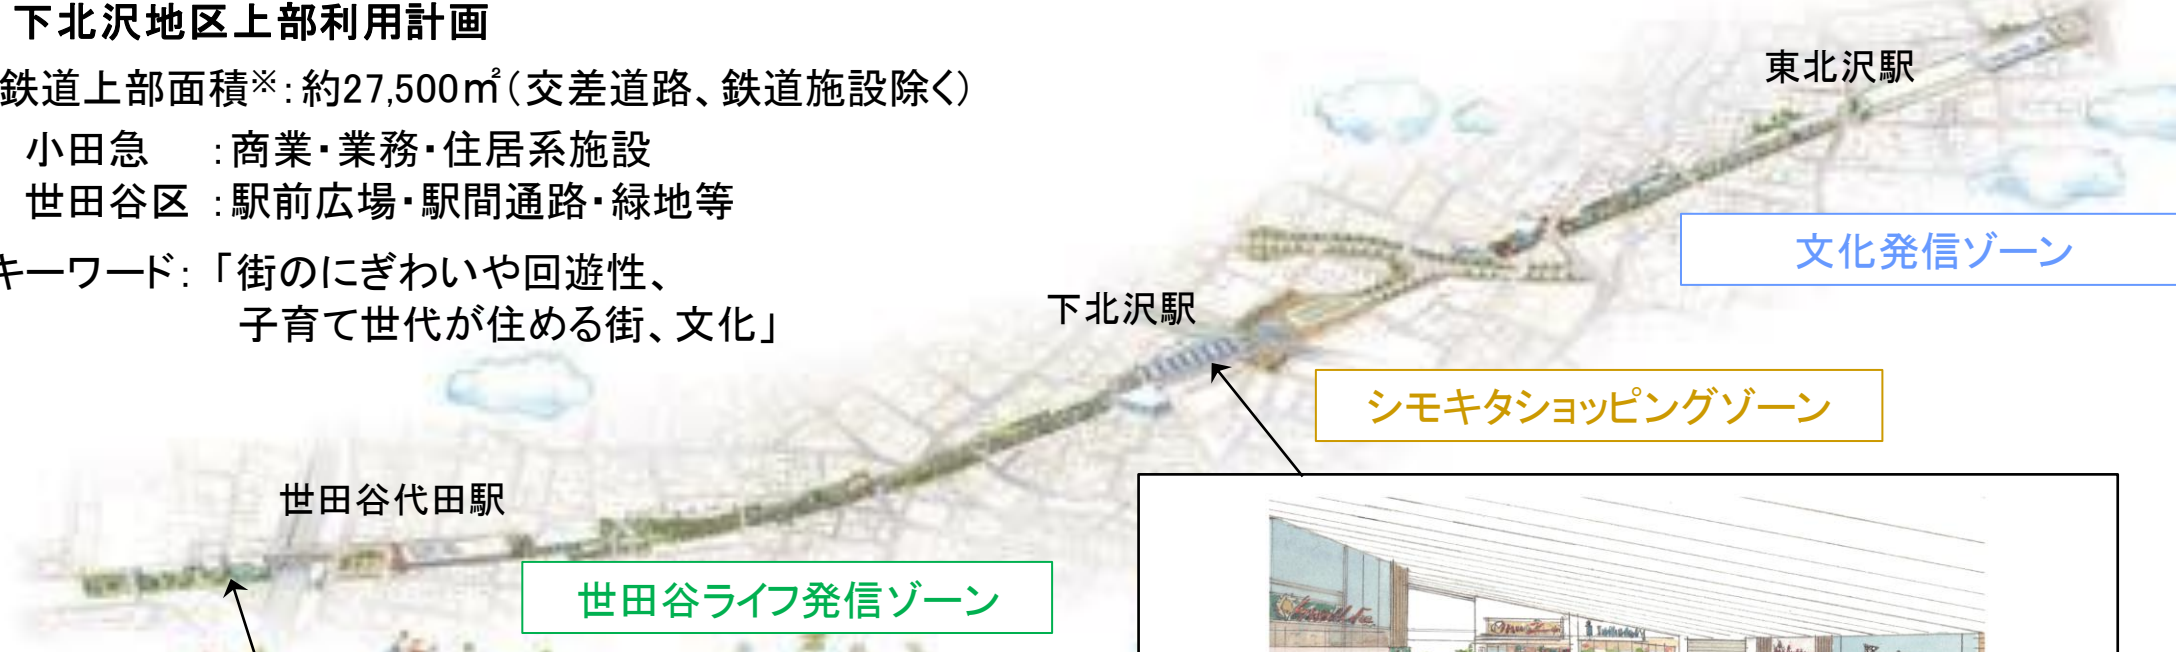 下北沢地区上部利用計画
鉄道上部面積※：約27,500㎡（交差道路、鉄道施設除く）
小田急　：商業・業務・住居系施設
世田谷区：駅前広場・駅間通路・緑地等
キーワード：「街のにぎわいや回遊性、
子育て世代が住める街、文化」
東北沢駅
文化発信ゾーン
下北沢駅
シモキタショッピングゾーン
世田谷代田駅
世田谷ライフ発信ゾーン